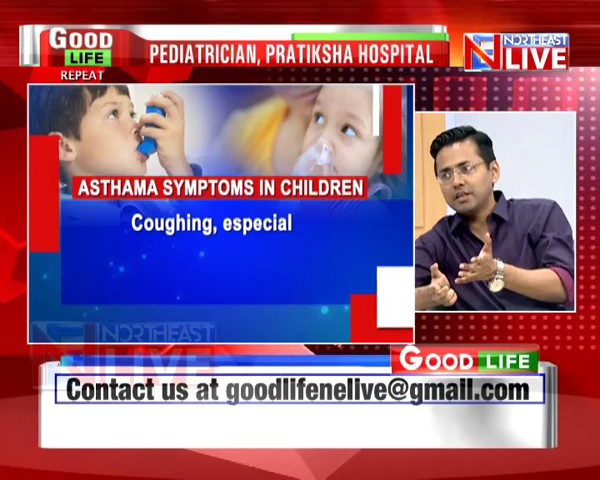 GOOD
LIFE
REPEAT
PEDIATRICIAN, PRATIKSHA HOSPITAL
NORTHEAST
LIVE
ASTHAMA SYMPTOMS IN CHILDREN
Coughing, especial
NORTHEAST
LIVE
GOOD LIFE
Contact us at goodlifenelive@gmail.com